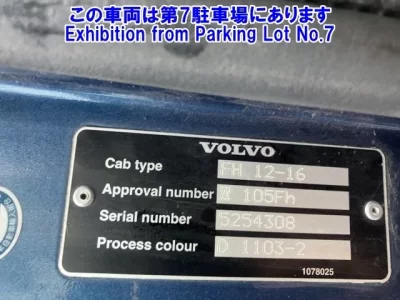 この車両は第7駐車場にあります
Exhibition from Parking Lot No.7
VOLVO
Cab type FH 12-16
Approval number 105Fh
Serial number 5254308
Process colour D 1103-2
1078025